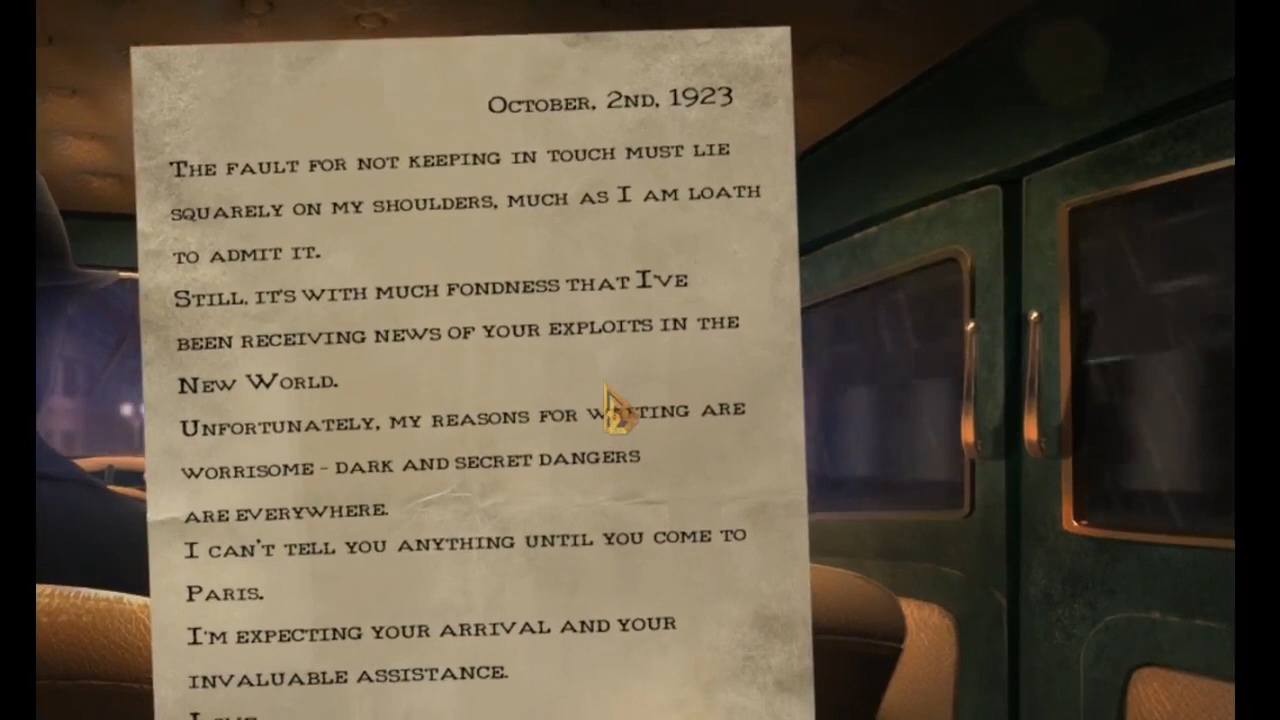 October, 2nd, 1923
The fault for not keeping in touch must lie
squarely on my shoulders, much as I am loath
to admit it.
Still, it's with much fondness that I've
been receiving news of your exploits in the
New World.
Unfortunately, my reasons for writing are
worrisome - dark and secret dangers
are everywhere.
I can't tell you anything until you come to
Paris.
I'm expecting your arrival and your
invaluable assistance.